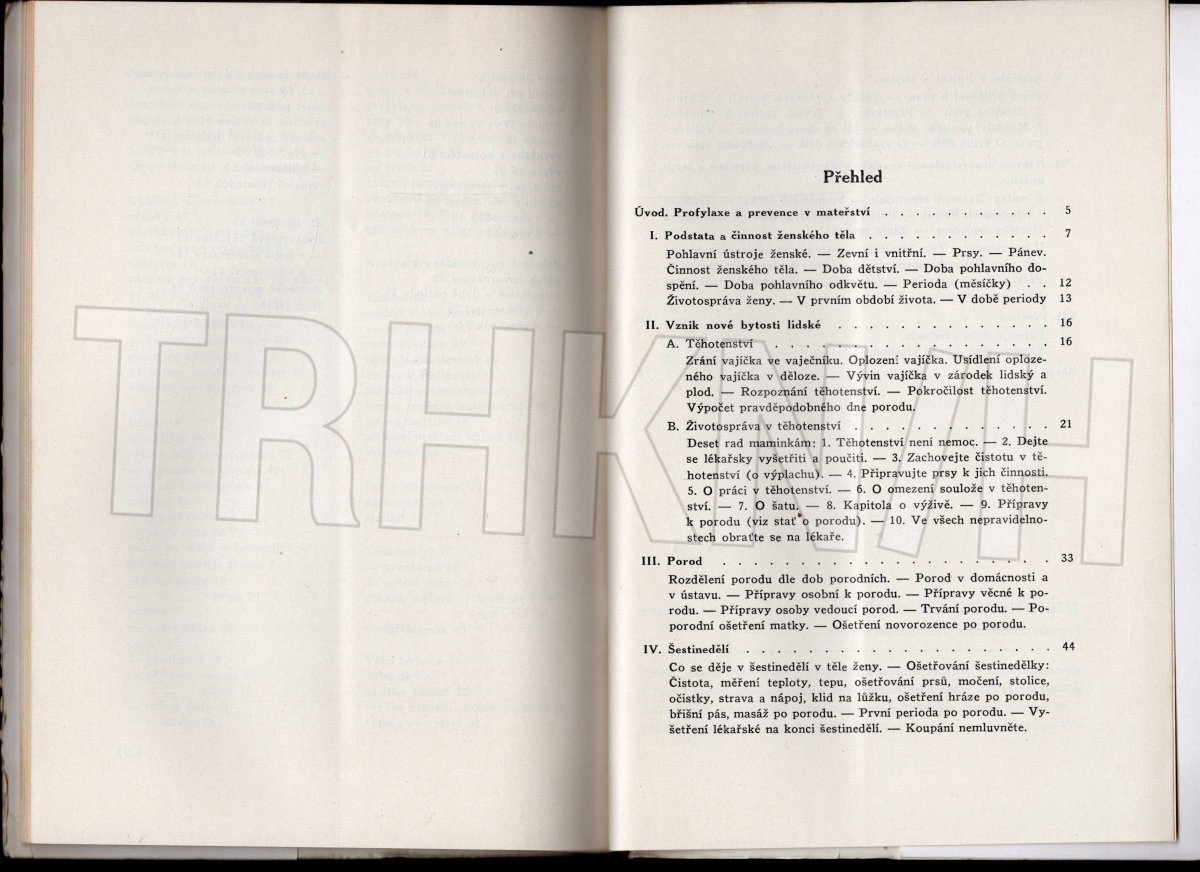 Přehled
Úvod. Profylaxe a prevence v mateřství . . . . . . . . . . . 5
I. Podstata a činnost ženského těla . . . . . . . . . . . . 7
Pohlavní ústroje ženské. — Zevní i vnitřní. — Prsy. — Pánev.
Činnost ženského těla. — Doba dětství. — Doba pohlavního do-
spění. — Doba pohlavního odkvětu. — Perioda (měsíčky) . . 12
Životospráva ženy. — V prvním období života. — V době periody 13
II. Vznik nové bytosti lidské . . . . . . . . . . . . . . 16
A. Těhotenství . . . . . . . . . . . . . . . . . . 16
Zrání vajíčka ve vaječníku. Oplození vajíčka. Usídlení oploze-
ného vajíčka v děloze. — Vývin vajíčka v zárodek lidský a
plod. — Rozpoznání těhotenství. — Pokročilost těhotenství.
Výpočet pravděpodobného dne porodu.
B. Životospráva v těhotenství . . . . . . . . . . . . . 21
Deset rad maminkám: 1. Těhotenství není nemoc. — 2. Dejte
se lékařsky vyšetřiti a poučiti. — 3. Zachovejte čistotu v tě-
hotenství (o výplachu). — 4. Připravujte prsy k jich činnosti.
5. O práci v těhotenství. — 6. O omezení soulože v těhoten-
ství. — 7. O šatu. — 8. Kapitola o výživě. — 9. Přípravy
k porodu (viz stať o porodu). — 10. Ve všech nepravidelno-
stech obraťte se na lékaře.
III. Porod . . . . . . . . . . . . . . . . . . . . 33
Rozdělení porodu dle dob porodních. — Porod v domácnosti a
v ústavu. — Přípravy osobní k porodu. — Přípravy věcné k po-
rodu. — Přípravy osoby vedoucí porod. — Trvání porodu. — Po-
porodní ošetření matky. — Ošetření novorozence po porodu.
IV. Šestinedělí . . . . . . . . . . . . . . . . . . . 44
Co se děje v šestinedělí v těle ženy. — Ošetřování šestinedělky:
Čistota, měření teploty, tepu, ošetřování prsů, močení, stolice,
očistky, strava a nápoj, klid na lůžku, ošetření hráze po porodu,
břišní pás, masáž po porodu. — První perioda po porodu. — Vy-
šetření lékařské na konci šestinedělí. — Koupání nemluvněte.
TRHKNIH